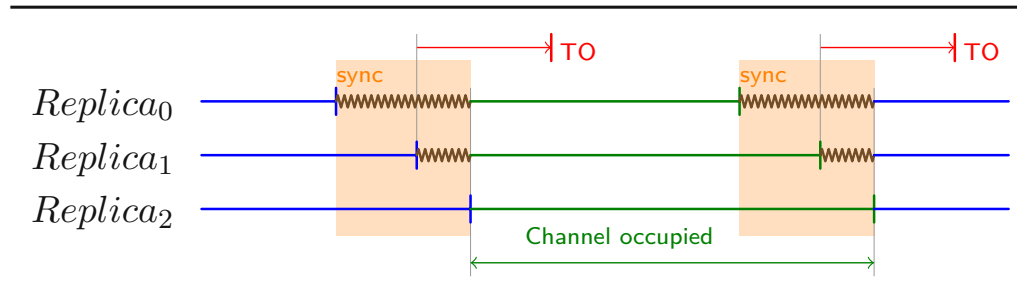 TO TO
sync sync
Replica₀
Replica₁
Replica₂
Channel occupied